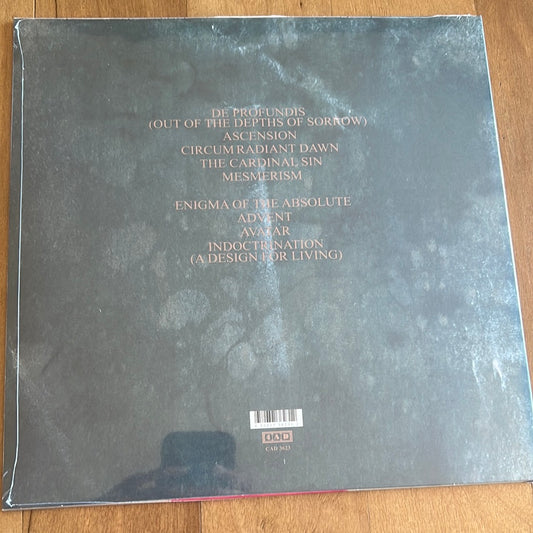 DE PROFUNDIS
(OUT OF THE DEPTHS OF SORROW)
ASCENSION
CIRCUMRADIANT DAWN
THE CARDINAL SIN
MESMERISM
ENIGMA OF THE ABSOLUTE
ADVENT
AVATAR
INDOCTRINATION
(A DESIGN FOR LIVING)
CAD 3623